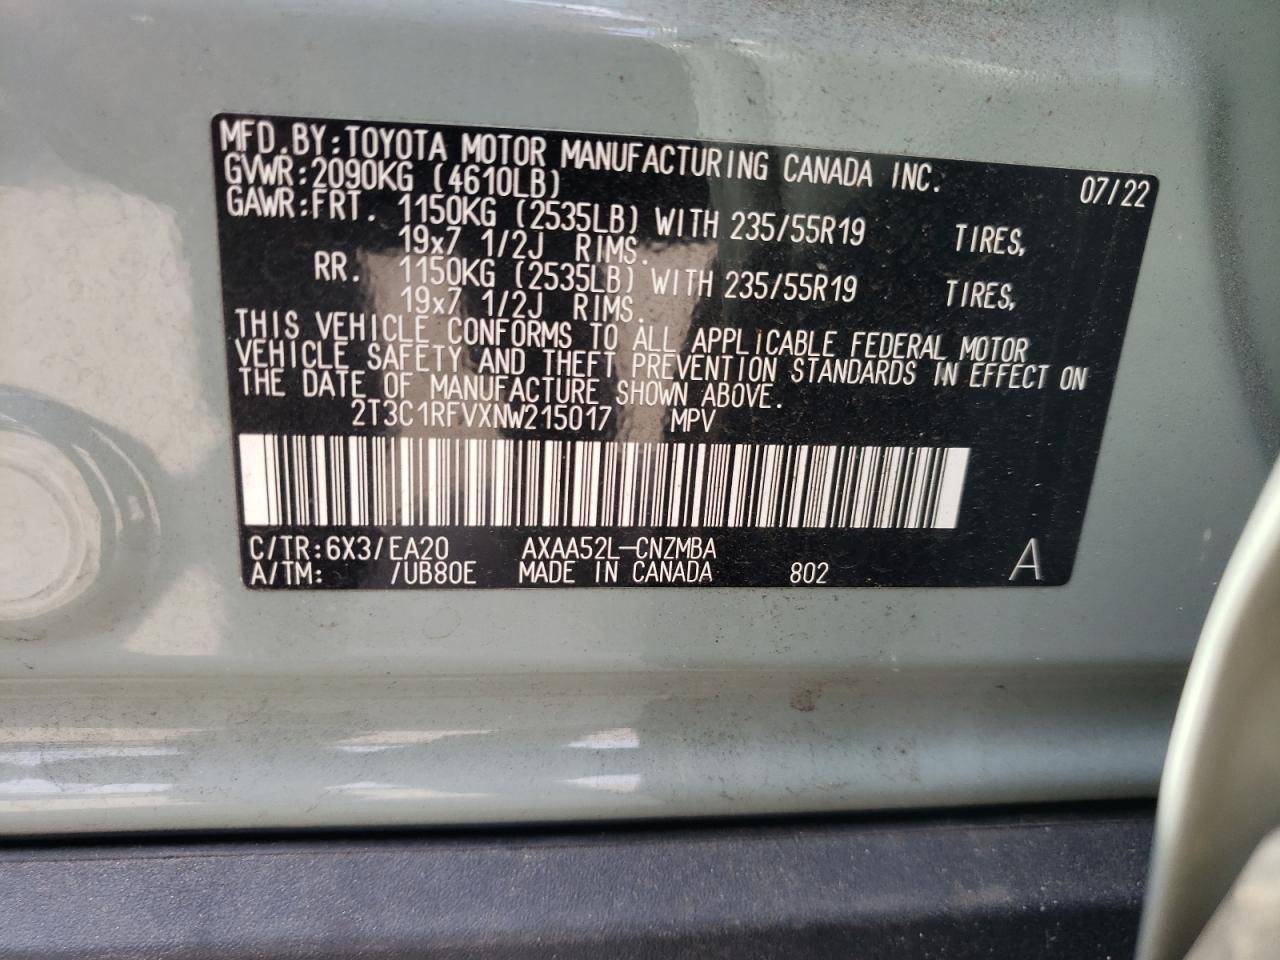 MFD.BY:TOYOTA MOTOR MANUFACTURING CANADA INC. 07/22
GVWR:2090KG (4610LB)
GAWR:FRT. 1150KG (2535LB) WITH 235/55R19 TIRES,
19x7 1/2J RIMS.
RR. 1150KG (2535LB) WITH 235/55R19 TIRES,
19x7 1/2J RIMS.
THIS VEHICLE CONFORMS TO ALL APPLICABLE FEDERAL MOTOR
VEHICLE SAFETY AND THEFT PREVENTION STANDARDS IN EFFECT ON
THE DATE OF MANUFACTURE SHOWN ABOVE.
2T3C1RFVXNW215017 MPV
C/TR:6X3/EA20 AXAA52L-CNZMBA
A/TM: /UB80E MADE IN CANADA 802 A